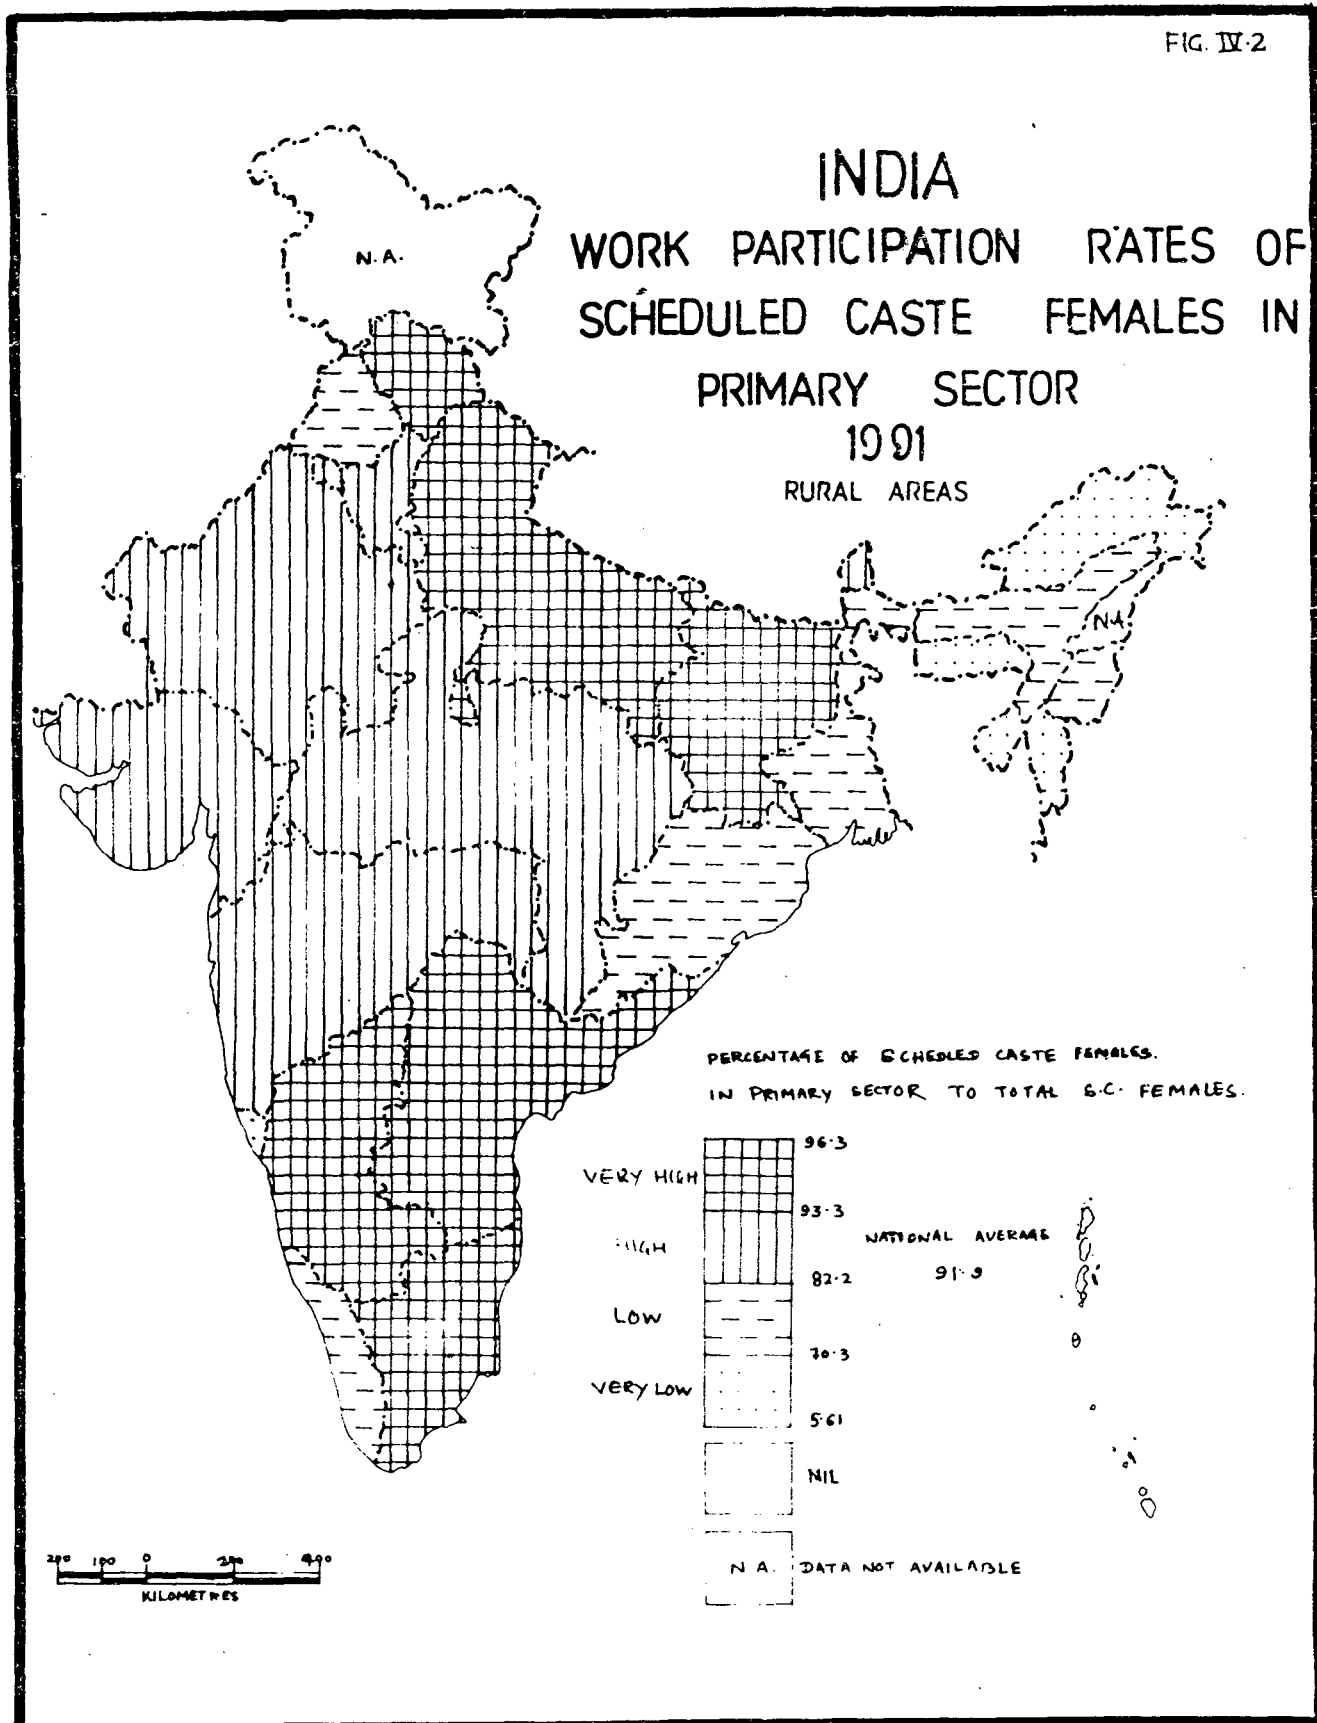 FIG. IV.2
INDIA
WORK PARTICIPATION RATES OF
SCHEDULED CASTE FEMALES IN
PRIMARY SECTOR
1991
RURAL AREAS
N.A.
N.A.
PERCENTAGE OF SCHEDLED CASTE FEMALES.
IN PRIMARY SECTOR TO TOTAL S.C. FEMALES.
96.3
VERY HIGH
93.3
HIGH
NATIONAL AVERAGE
82.2
91.9
LOW
70.3
VERY LOW
5.61
NIL
N A. DATA NOT AVAILABLE
200 100 0 200 400
KILOMETRES